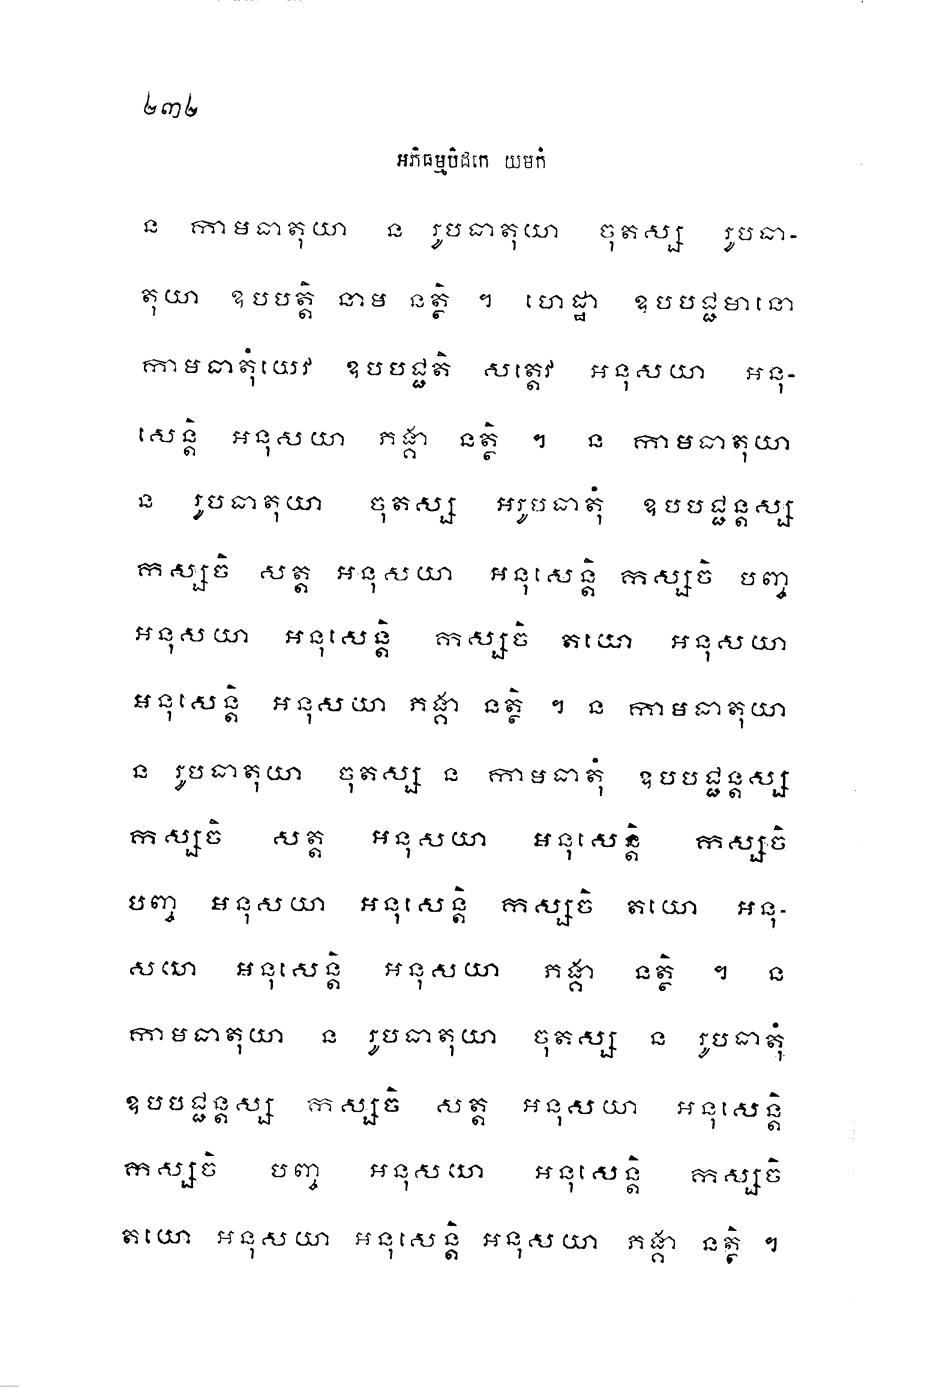 ២៣២
អភិធម្មបិដកេ យមកំ
ន កាមធាតុយា ន រូបធាតុយា ចុតស្ស រូបធា-
តុយា ឧបបត្តិ នាម នត្ថិ ។ ហេដ្ឋា ឧបបជ្ជមានោ
កាមធាតុំយេវ ឧបបជ្ជតិ សត្តេវ អនុសយា អនុ-
សេន្តិ អនុសយា ភង្គា នត្ថិ ។ ន កាមធាតុយា
ន រូបធាតុយា ចុតស្ស អរូបធាតុំ ឧបបជ្ជន្តស្ស
កស្សចិ សត្ត អនុសយា អនុសេន្តិ កស្សចិ បញ្ច
អនុសយា អនុសេន្តិ កស្សចិ តយោ អនុសយា
អនុសេន្តិ អនុសយា ភង្គា នត្ថិ ។ ន កាមធាតុយា
ន រូបធាតុយា ចុតស្ស ន កាមធាតុំ ឧបបជ្ជន្តស្ស
កស្សចិ សត្ត អនុសយា អនុសេន្តិ កស្សចិ
បញ្ច អនុសយា អនុសេន្តិ កស្សចិ តយោ អនុ-
សយា អនុសេន្តិ អនុសយា ភង្គា នត្ថិ ។ ន
កាមធាតុយា ន រូបធាតុយា ចុតស្ស ន រូបធាតុំ
ឧបបជ្ជន្តស្ស កស្សចិ សត្ត អនុសយា អនុសេន្តិ
កស្សចិ បញ្ច អនុសយា អនុសេន្តិ កស្សចិ
តយោ អនុសយា អនុសេន្តិ អនុសយា ភង្គា នត្ថិ ។